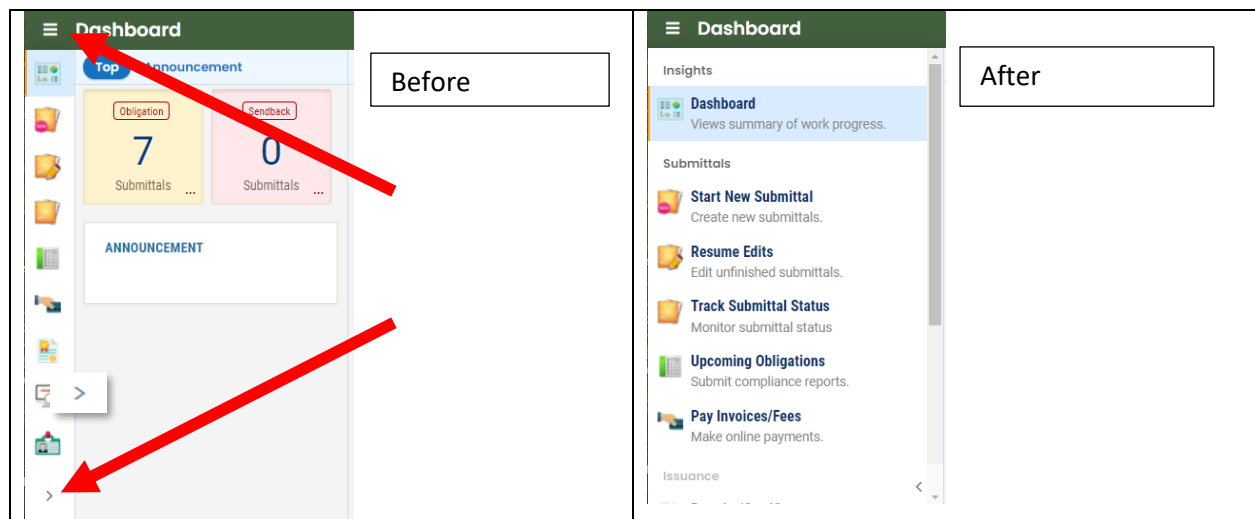 Dashboard
Top
Announcement
Obligation
7
Submittals ...
Sendback
0
Submittals ...
ANNOUNCEMENT
Before
Dashboard
Insights
Dashboard
Views summary of work progress.
Submittals
Start New Submittal
Create new submittals.
Resume Edits
Edit unfinished submittals.
Track Submittal Status
Monitor submittal status
Upcoming Obligations
Submit compliance reports.
Pay Invoices/Fees
Make online payments.
Issuance
After